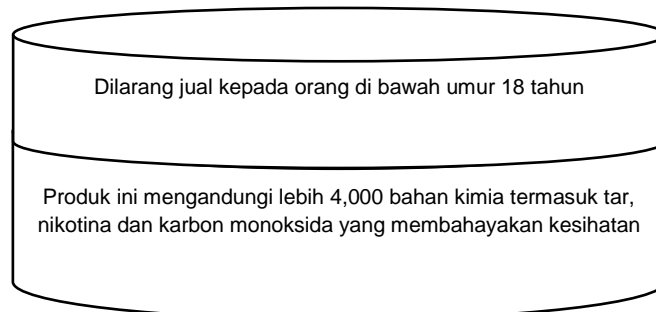 Dilarang jual kepada orang di bawah umur 18 tahun
Produk ini mengandungi lebih 4,000 bahan kimia termasuk tar,
nikotina dan karbon monoksida yang membahayakan kesihatan